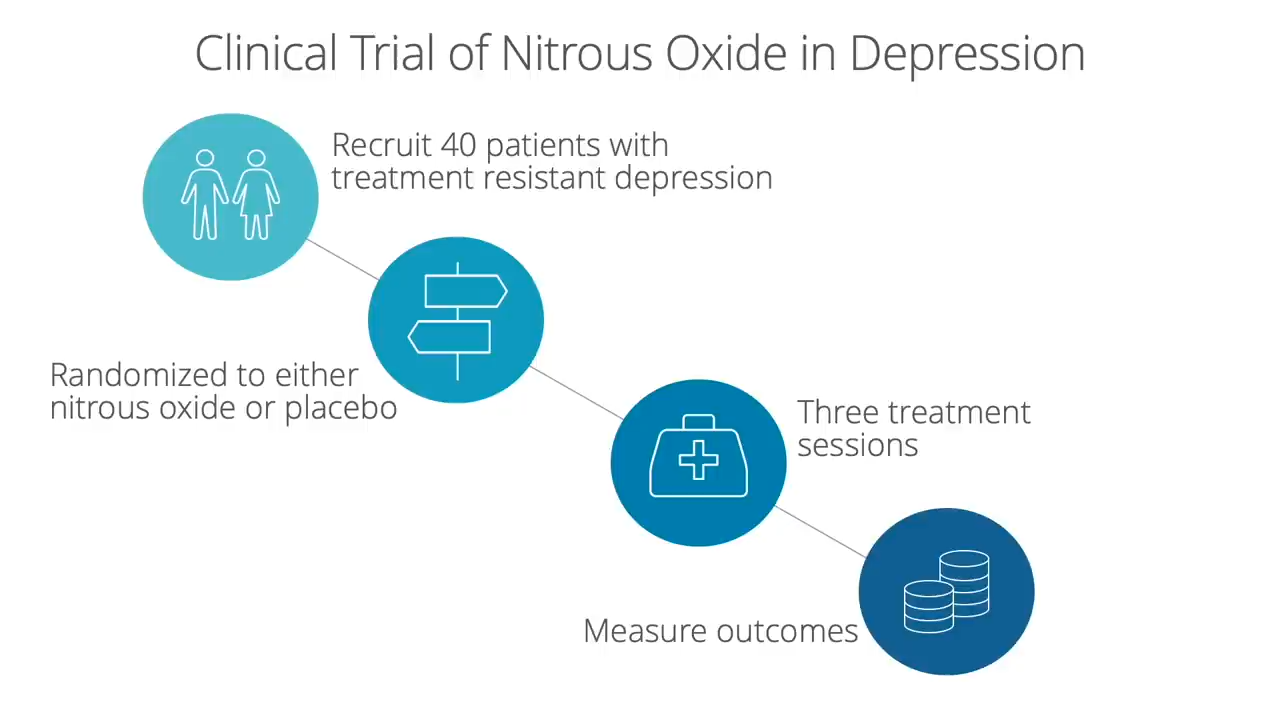 Clinical Trial of Nitrous Oxide in Depression
Recruit 40 patients with
treatment resistant depression
Randomized to either
nitrous oxide or placebo
Three treatment
sessions
Measure outcomes